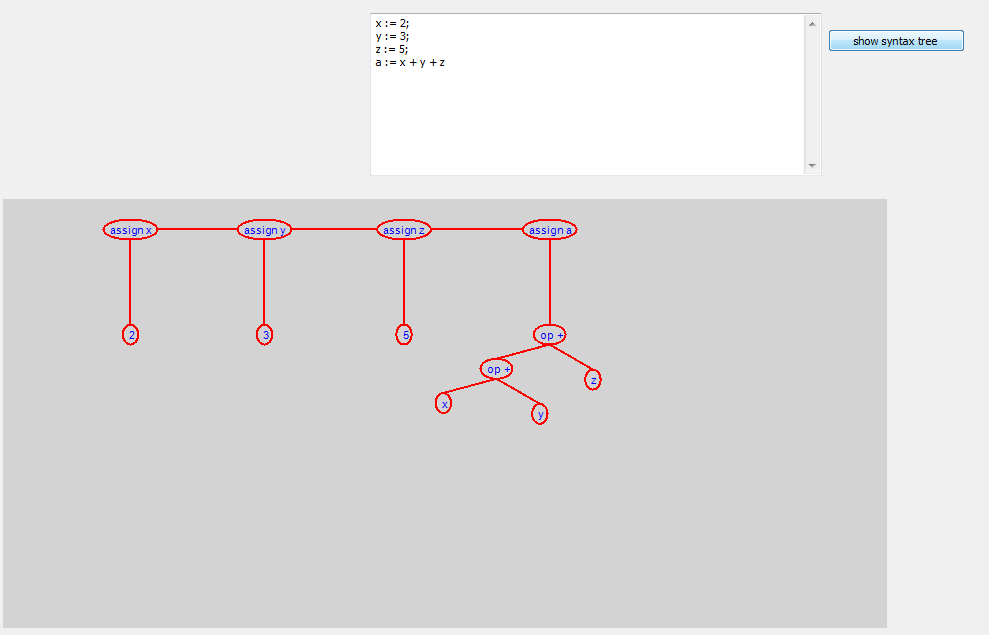 x := 2;
y := 3;
z := 5;
a := x + y + z
show syntax tree
assign x
assign y
assign z
assign a
2
3
5
op +
op +
z
x
y